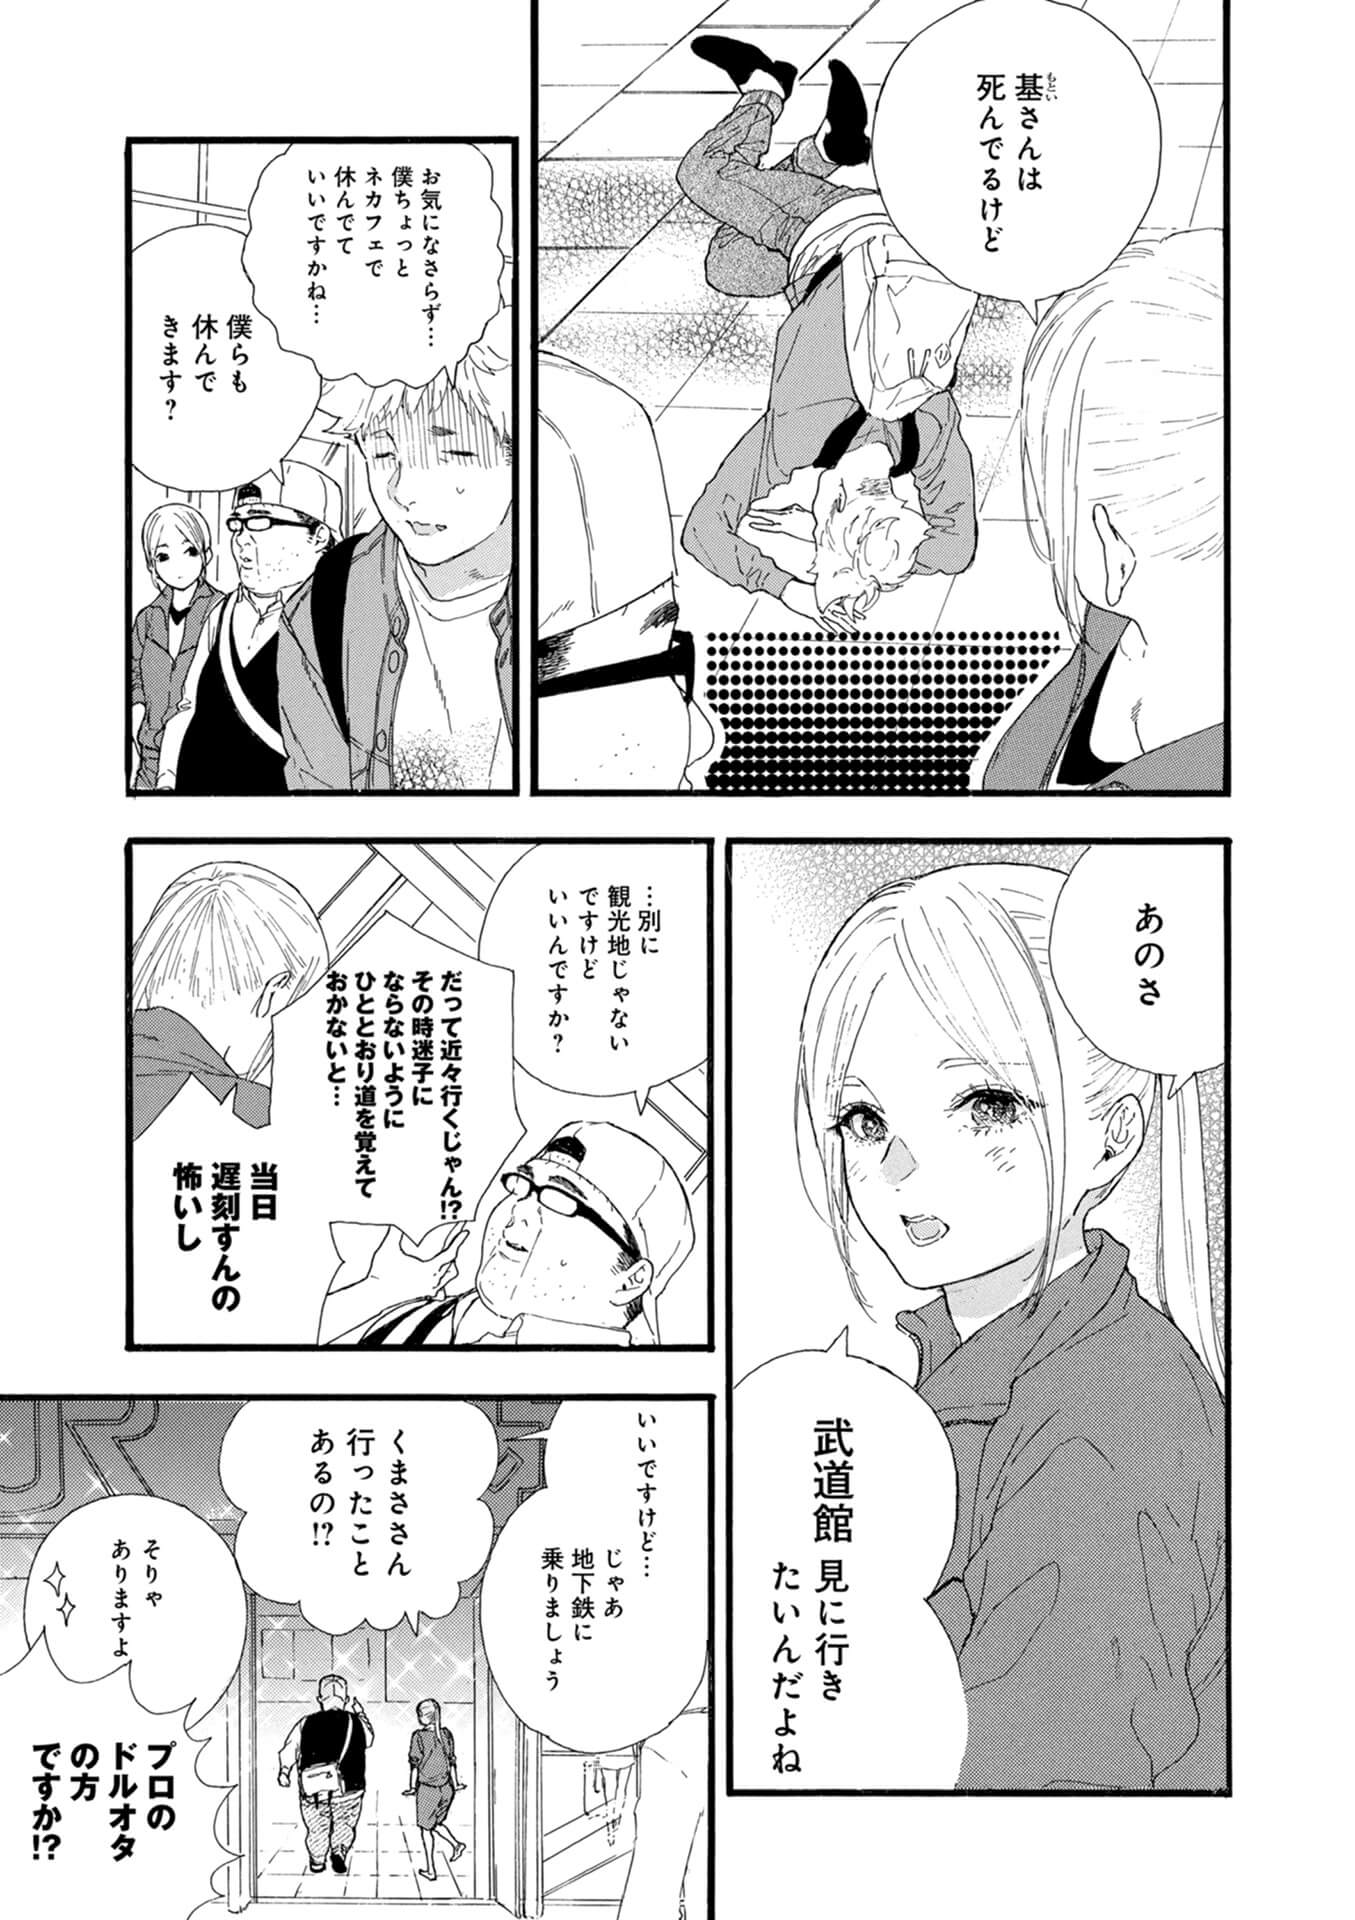 基さんは
もとい
死んでるけど
お気になさらず…
僕ちょっと
ネカフェで
休んでて
いいですかね…
僕らも
休んで
きます?
あのさ
武道館 見に行き
たいんだよね
…別に
観光地じゃない
ですけど
いいんですか?
だって近々行くじゃん!?
その時迷子に
ならないように
ひととおり道を覚えて
おかないと…
当日
遅刻すんの
怖いし
いいですけど…
じゃあ
地下鉄に
乗りましょう
くまささん
行ったこと
あるの!?
そりゃ
ありますよ
プロの
ドルオタ
の方
ですか!?